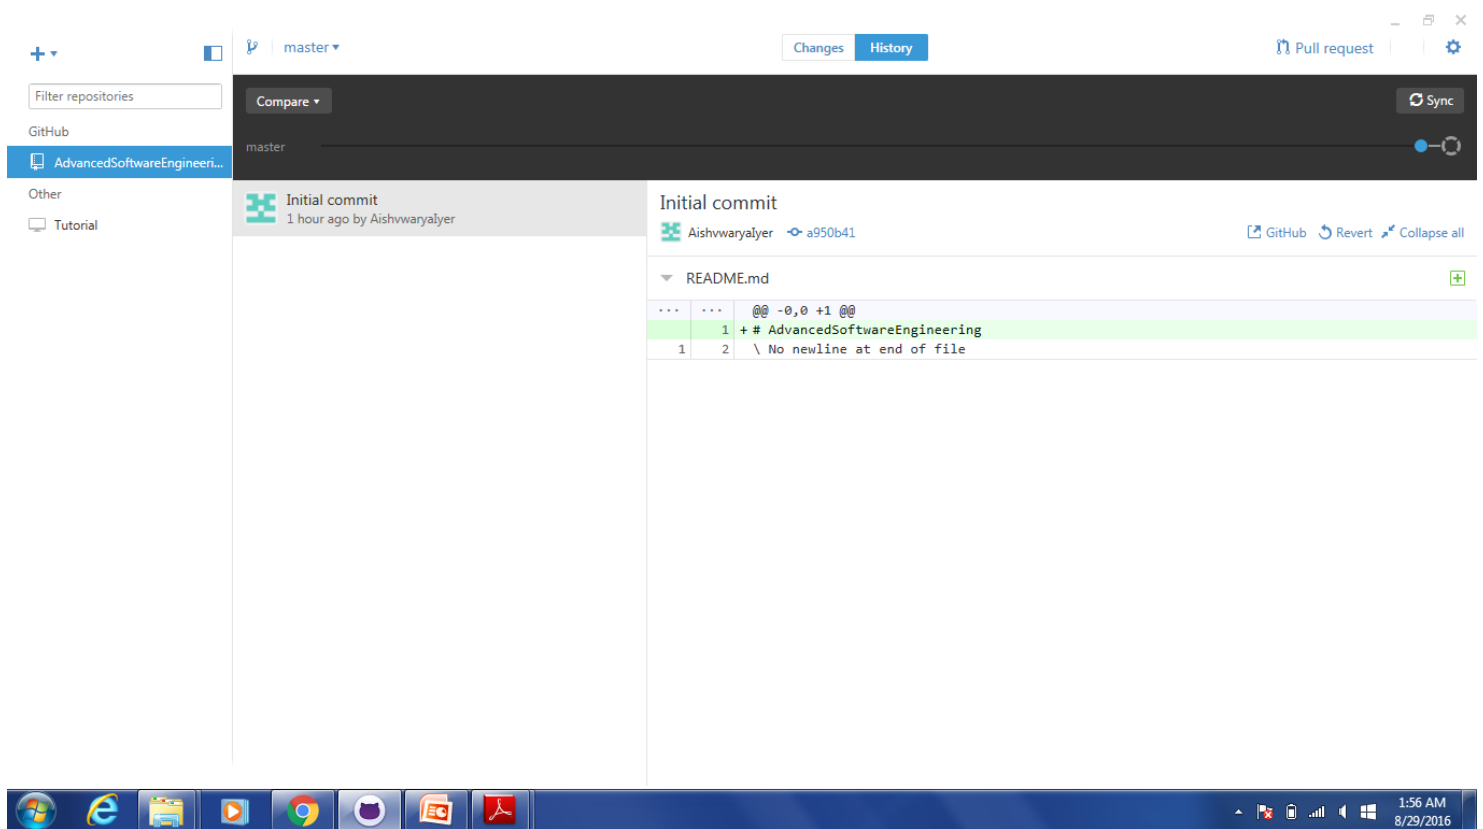 master
Changes
History
Pull request
Filter repositories
GitHub
AdvancedSoftwareEngineeri...
Other
Tutorial
Compare
Sync
master
Initial commit
1 hour ago by AishvwaryaIyer
Initial commit
AishvwaryaIyer a950b41
GitHub Revert Collapse all
README.md
... ... @@ -0,0 +1 @@
1 +# AdvancedSoftwareEngineering
1 2 \ No newline at end of file
1:56 AM
8/29/2016